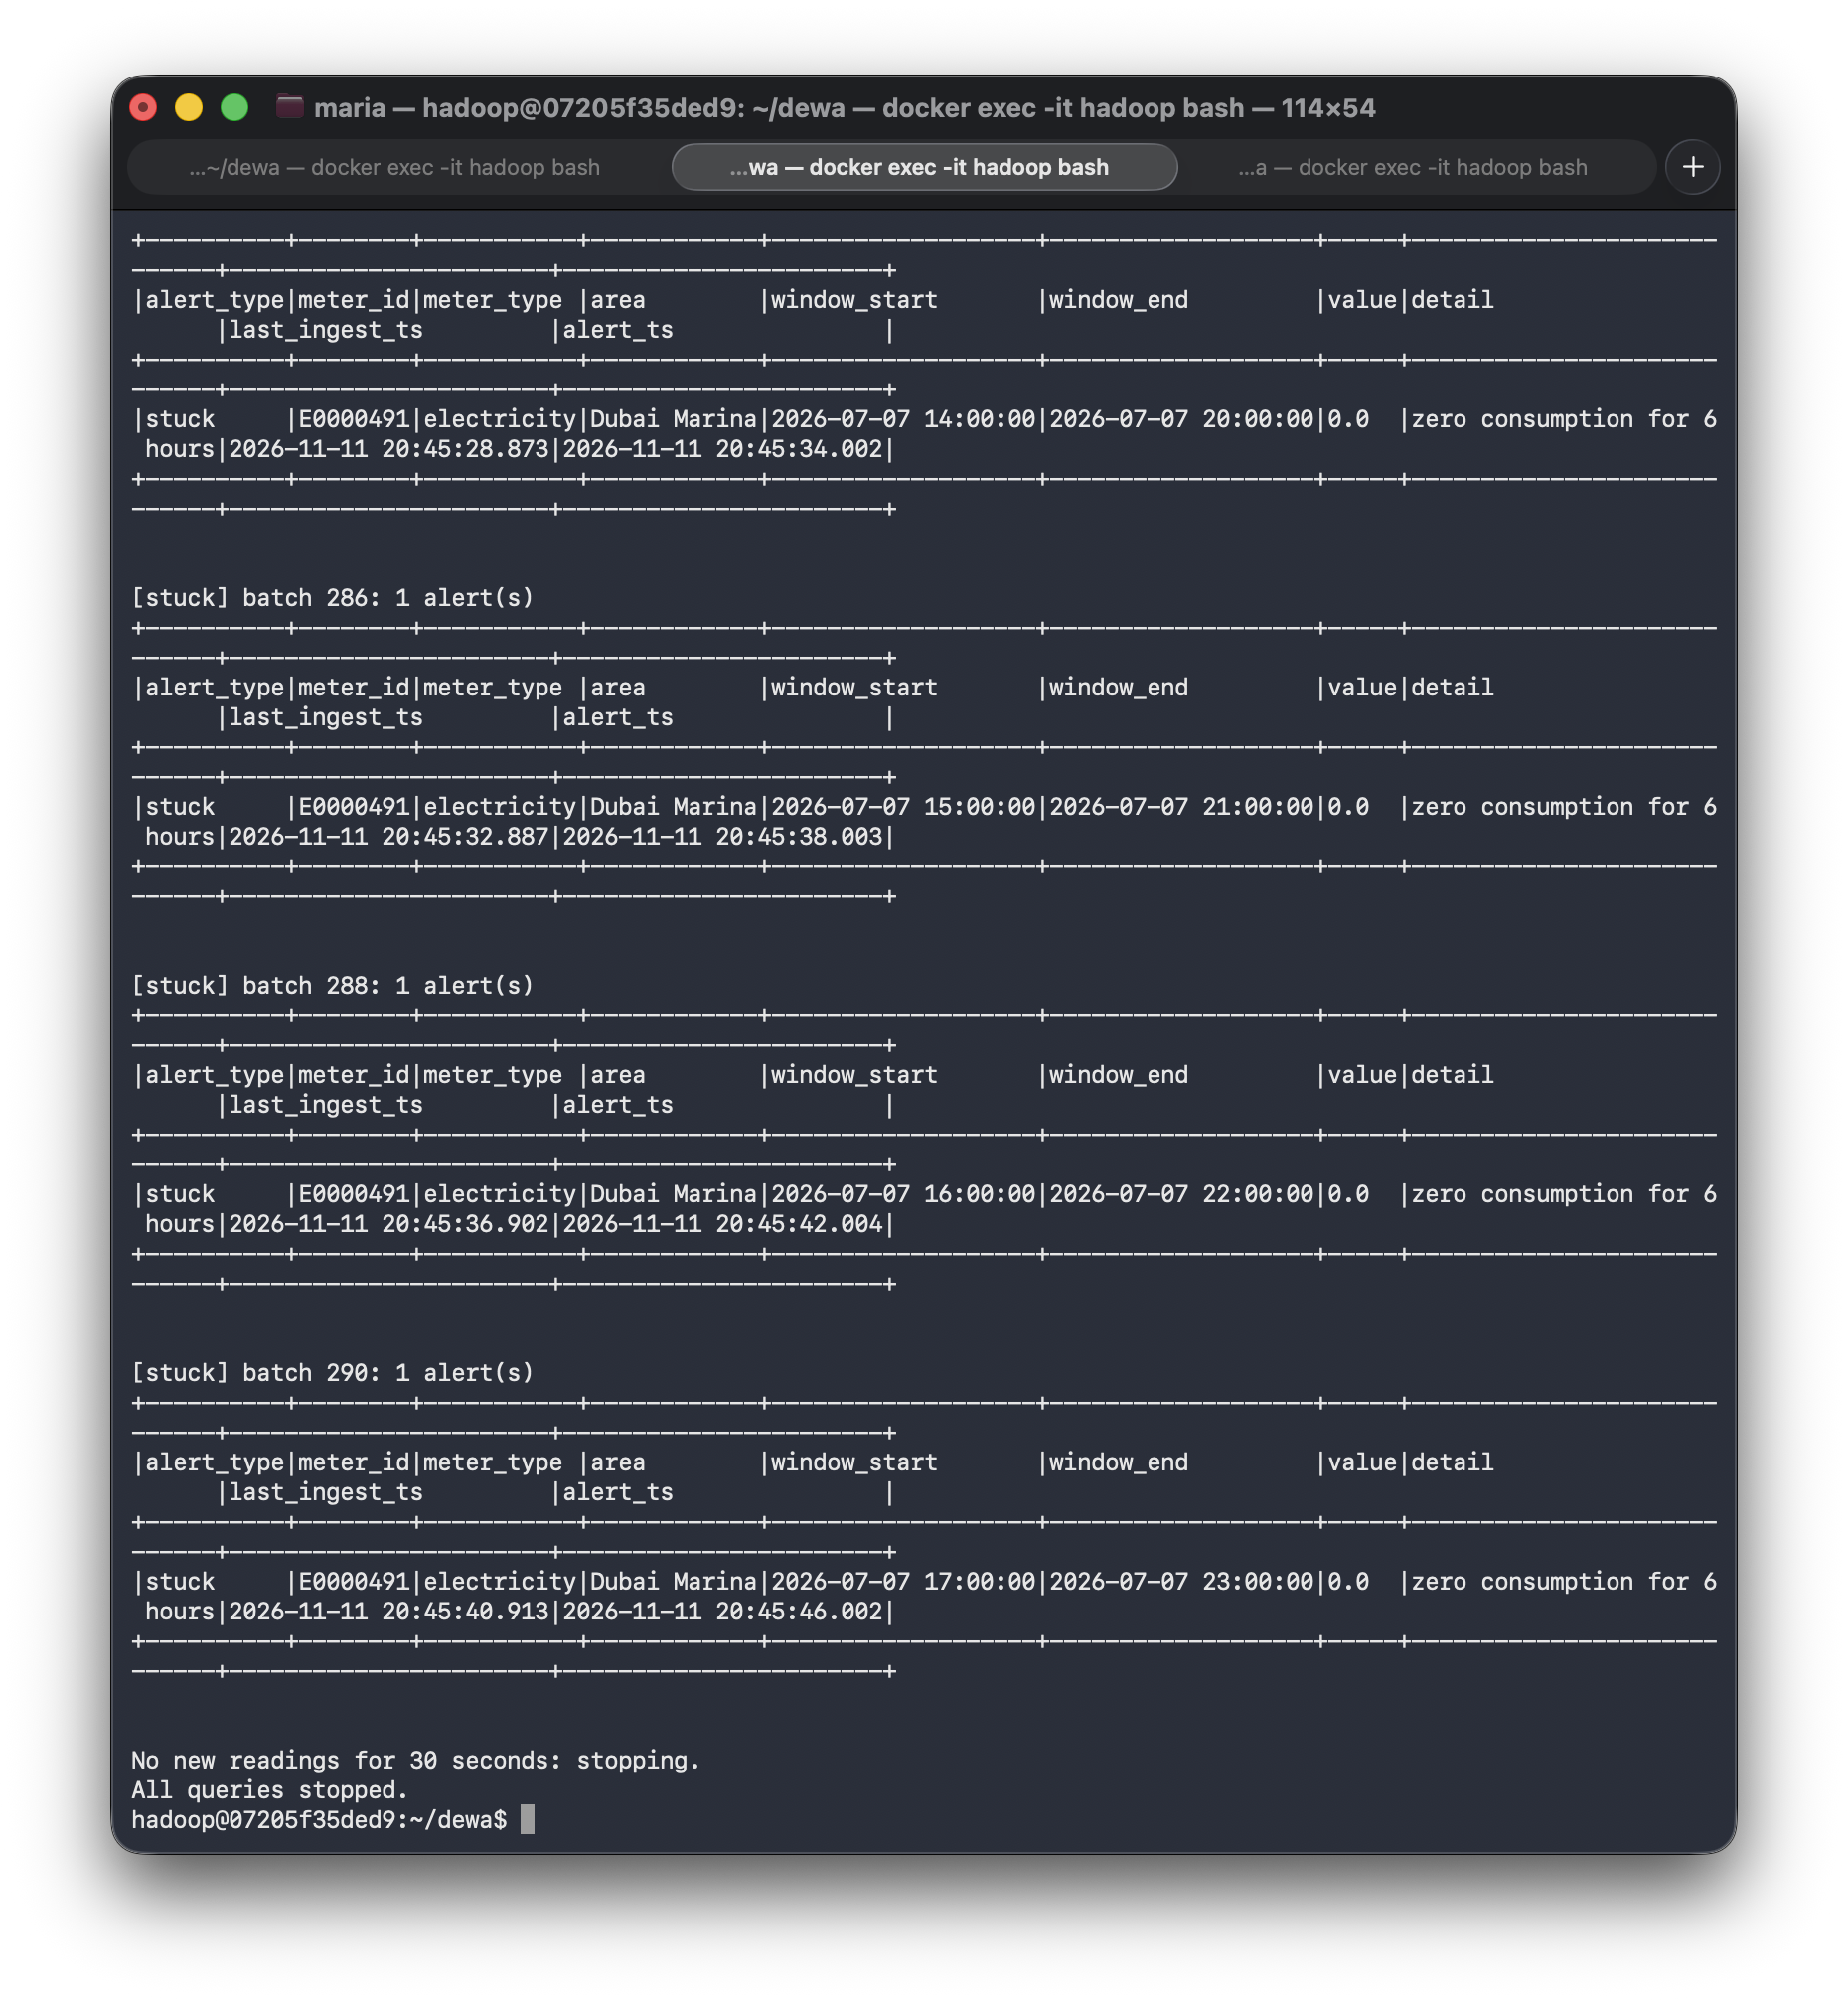 maria — hadoop@07205f35ded9: ~/dewa — docker exec -it hadoop bash — 114×54
...~/dewa — docker exec -it hadoop bash
...wa — docker exec -it hadoop bash
...a — docker exec -it hadoop bash
+
+----------+--------+-----------+------------+-------------------+-------------------+-----+----------------------
------+-----------------------+-----------------------+
|alert_type|meter_id|meter_type |area        |window_start       |window_end         |value|detail
      |last_ingest_ts         |alert_ts               |
+----------+--------+-----------+------------+-------------------+-------------------+-----+----------------------
------+-----------------------+-----------------------+
|stuck     |E0000491|electricity|Dubai Marina|2026-07-07 14:00:00|2026-07-07 20:00:00|0.0  |zero consumption for 6
 hours|2026-11-11 20:45:28.873|2026-11-11 20:45:34.002|
+----------+--------+-----------+------------+-------------------+-------------------+-----+----------------------
------+-----------------------+-----------------------+
[stuck] batch 286: 1 alert(s)
+----------+--------+-----------+------------+-------------------+-------------------+-----+----------------------
------+-----------------------+-----------------------+
|alert_type|meter_id|meter_type |area        |window_start       |window_end         |value|detail
      |last_ingest_ts         |alert_ts               |
+----------+--------+-----------+------------+-------------------+-------------------+-----+----------------------
------+-----------------------+-----------------------+
|stuck     |E0000491|electricity|Dubai Marina|2026-07-07 15:00:00|2026-07-07 21:00:00|0.0  |zero consumption for 6
 hours|2026-11-11 20:45:32.887|2026-11-11 20:45:38.003|
+----------+--------+-----------+------------+-------------------+-------------------+-----+----------------------
------+-----------------------+-----------------------+
[stuck] batch 288: 1 alert(s)
+----------+--------+-----------+------------+-------------------+-------------------+-----+----------------------
------+-----------------------+-----------------------+
|alert_type|meter_id|meter_type |area        |window_start       |window_end         |value|detail
      |last_ingest_ts         |alert_ts               |
+----------+--------+-----------+------------+-------------------+-------------------+-----+----------------------
------+-----------------------+-----------------------+
|stuck     |E0000491|electricity|Dubai Marina|2026-07-07 16:00:00|2026-07-07 22:00:00|0.0  |zero consumption for 6
 hours|2026-11-11 20:45:36.902|2026-11-11 20:45:42.004|
+----------+--------+-----------+------------+-------------------+-------------------+-----+----------------------
------+-----------------------+-----------------------+
[stuck] batch 290: 1 alert(s)
+----------+--------+-----------+------------+-------------------+-------------------+-----+----------------------
------+-----------------------+-----------------------+
|alert_type|meter_id|meter_type |area        |window_start       |window_end         |value|detail
      |last_ingest_ts         |alert_ts               |
+----------+--------+-----------+------------+-------------------+-------------------+-----+----------------------
------+-----------------------+-----------------------+
|stuck     |E0000491|electricity|Dubai Marina|2026-07-07 17:00:00|2026-07-07 23:00:00|0.0  |zero consumption for 6
 hours|2026-11-11 20:45:40.913|2026-11-11 20:45:46.002|
+----------+--------+-----------+------------+-------------------+-------------------+-----+----------------------
------+-----------------------+-----------------------+
No new readings for 30 seconds: stopping.
All queries stopped.
hadoop@07205f35ded9:~/dewa$